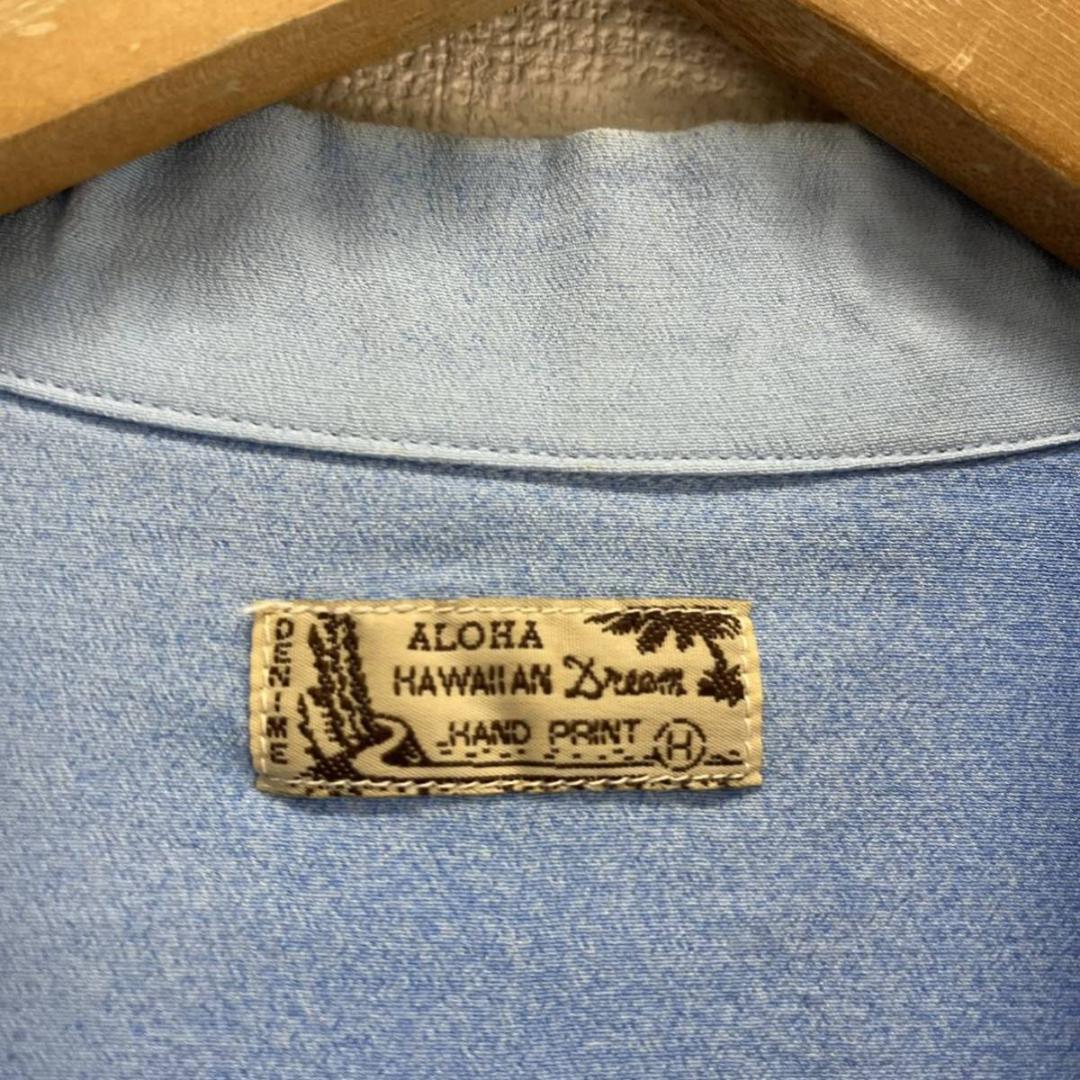 DENIME
ALOHA
HAWAIIAN Dream
HAND PRINT H